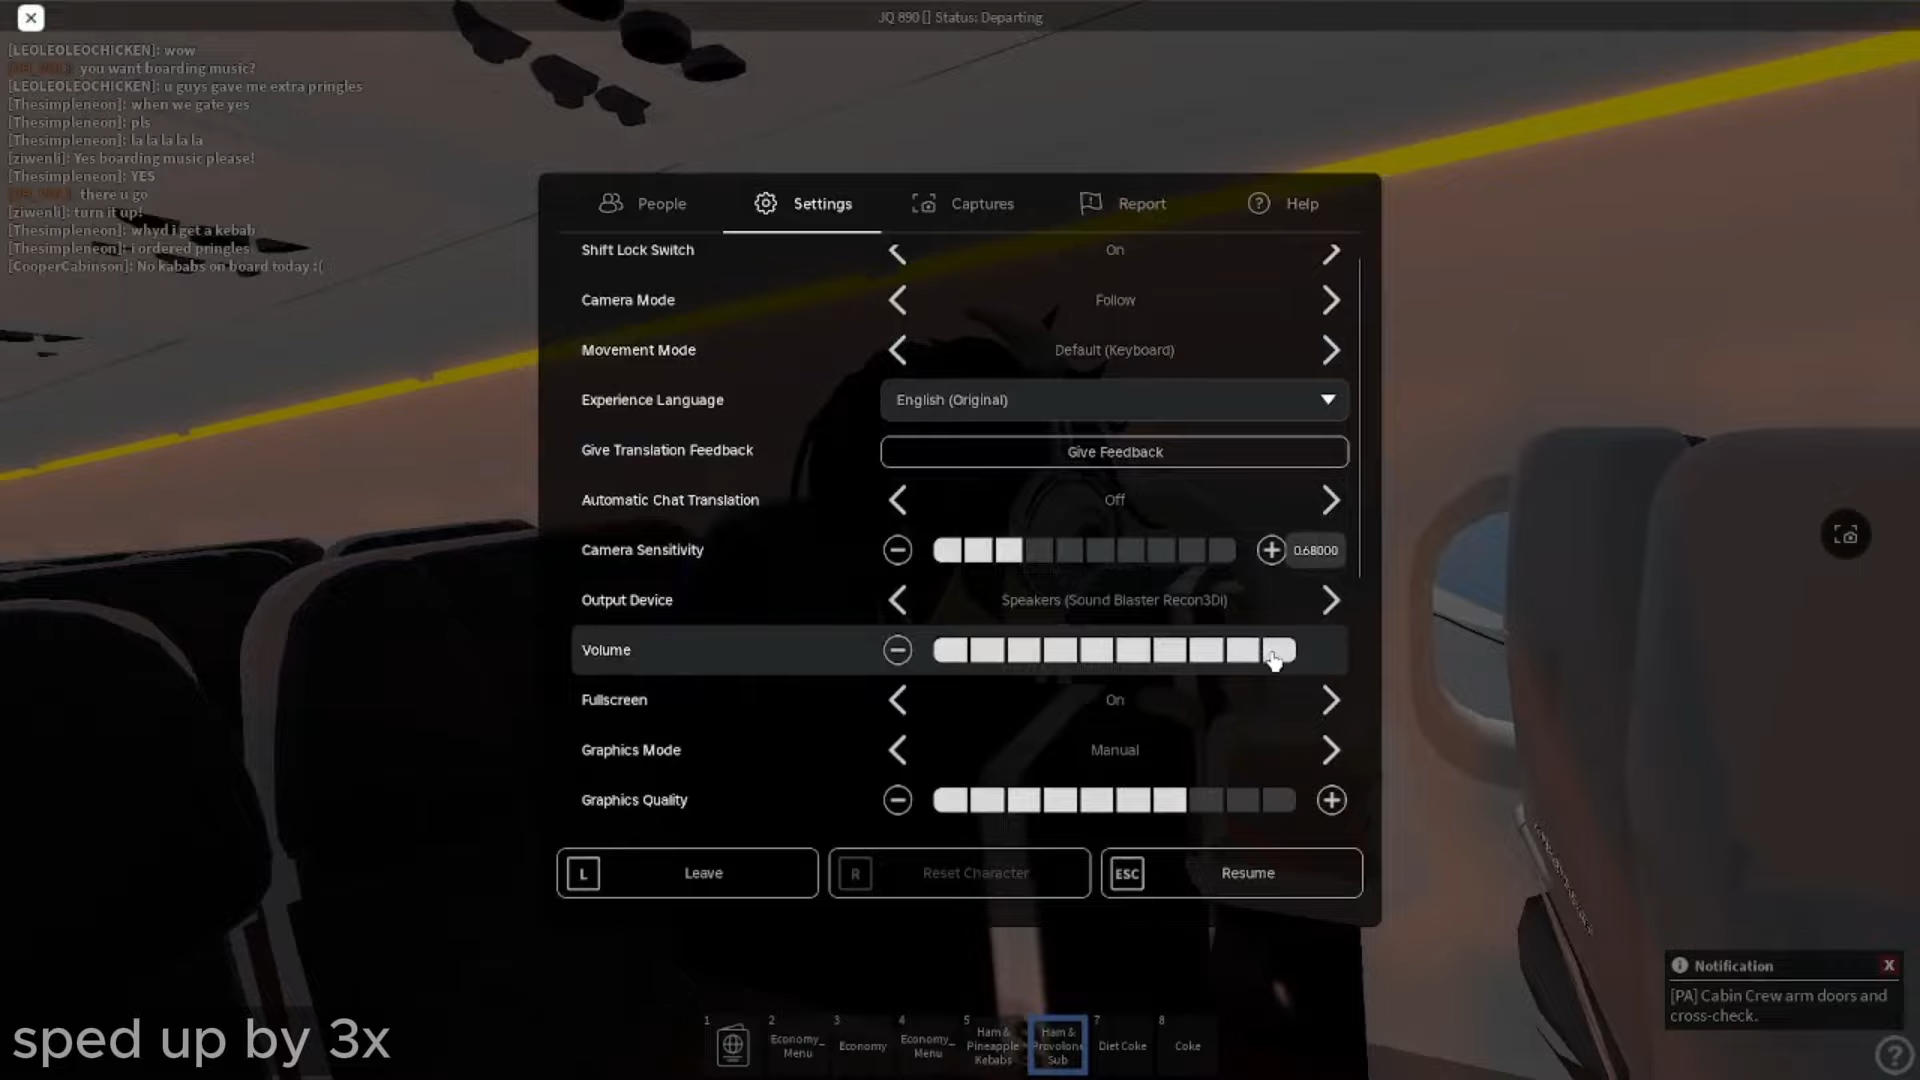 JQ 890 [] Status: Departing
[LEOLEOLEOCHICKEN]: wow
you want boarding music?
[LEOLEOLEOCHICKEN]: u guys gave me extra pringles
[Thesimpleneon]: when we gate yes
[Thesimpleneon]: pls
[Thesimpleneon]: la la la la la
[ziwenli]: Yes boarding music please!
[Thesimpleneon]: YES
there u go
[ziwenli]: turn it up!
[Thesimpleneon]: whyd i get a kebab
[Thesimpleneon]: i ordered pringles
[CooperCabinson]: No kababs on board today :(
People Settings Captures Report Help
Shift Lock Switch On
Camera Mode Follow
Movement Mode Default (Keyboard)
Experience Language English (Original)
Give Translation Feedback Give Feedback
Automatic Chat Translation Off
Camera Sensitivity 0.68000
Output Device Speakers (Sound Blaster Recon3Di)
Volume
Fullscreen On
Graphics Mode Manual
Graphics Quality
L Leave R Reset Character ESC Resume
Notification X
[PA] Cabin Crew arm doors and
cross-check.
sped up by 3x
1
2 Economy_
Menu
3 Economy
4 Economy_
Menu
5 Ham &
Pineapple
Kebabs
Ham &
Provolone
Sub
7 Diet Coke
8 Coke